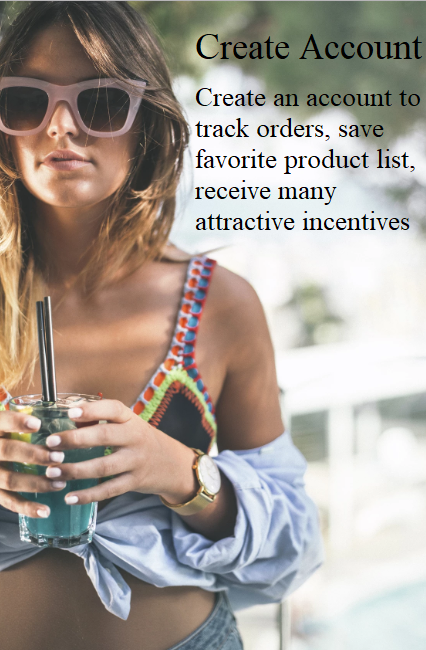 Create Account
Create an account to
track orders, save
favorite product list,
receive many
attractive incentives